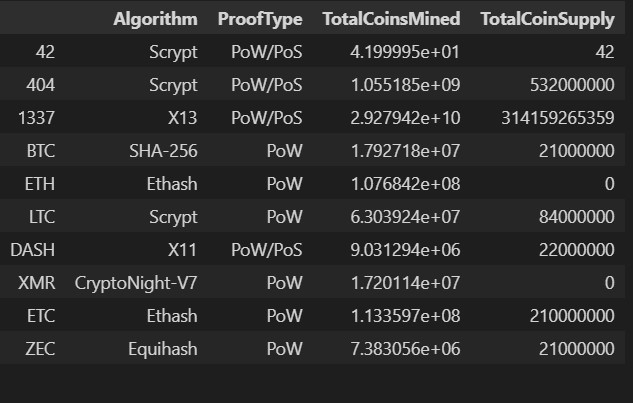 Algorithm ProofType TotalCoinsMined TotalCoinSupply
42 Scrypt PoW/PoS 4.199995e+01 42
404 Scrypt PoW/PoS 1.055185e+09 532000000
1337 X13 PoW/PoS 2.927942e+10 314159265359
BTC SHA-256 PoW 1.792718e+07 21000000
ETH Ethash PoW 1.076842e+08 0
LTC Scrypt PoW 6.303924e+07 84000000
DASH X11 PoW/PoS 9.031294e+06 22000000
XMR CryptoNight-V7 PoW 1.720114e+07 0
ETC Ethash PoW 1.133597e+08 210000000
ZEC Equihash PoW 7.383056e+06 21000000